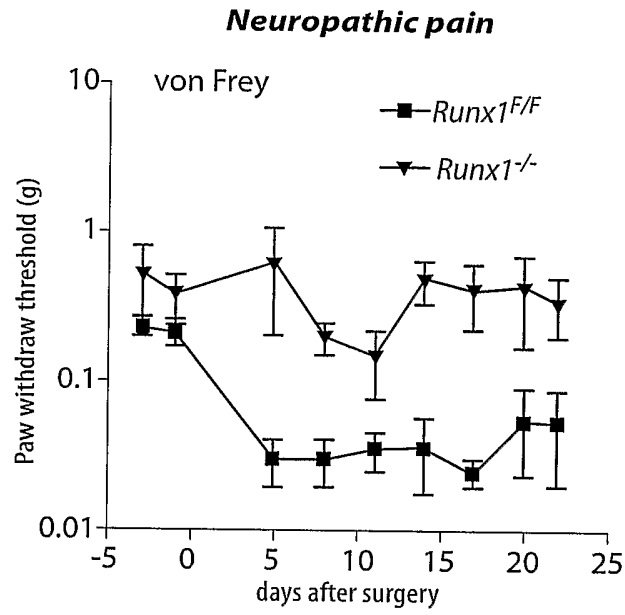 Neuropathic pain
von Frey
Runx1F/F
Runx1-/-
Paw withdraw threshold (g)
10
1
0.1
0.01
-5 0 5 10 15 20 25
days after surgery